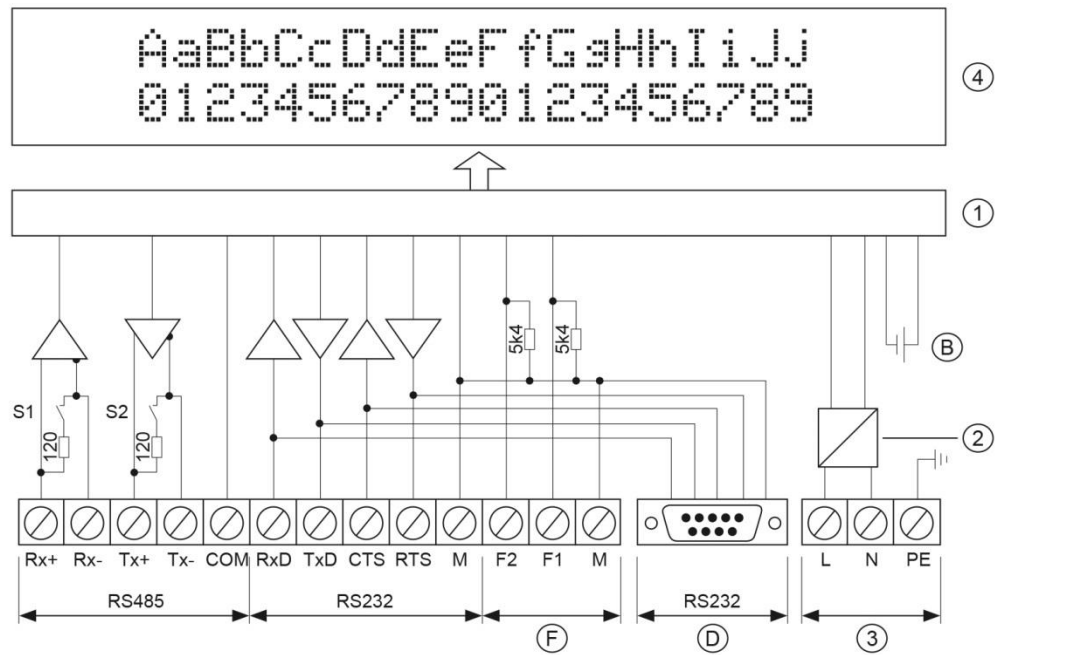 AaBbCcDdEeFfGgHhIiJj
01234567890123456789
4
1
5k4 5k4
B
S1 S2
120 120
2
Rx+ Rx- Tx+ Tx- COM RxD TxD CTS RTS M F2 F1 M L N PE
RS485 RS232 RS232
F D 3